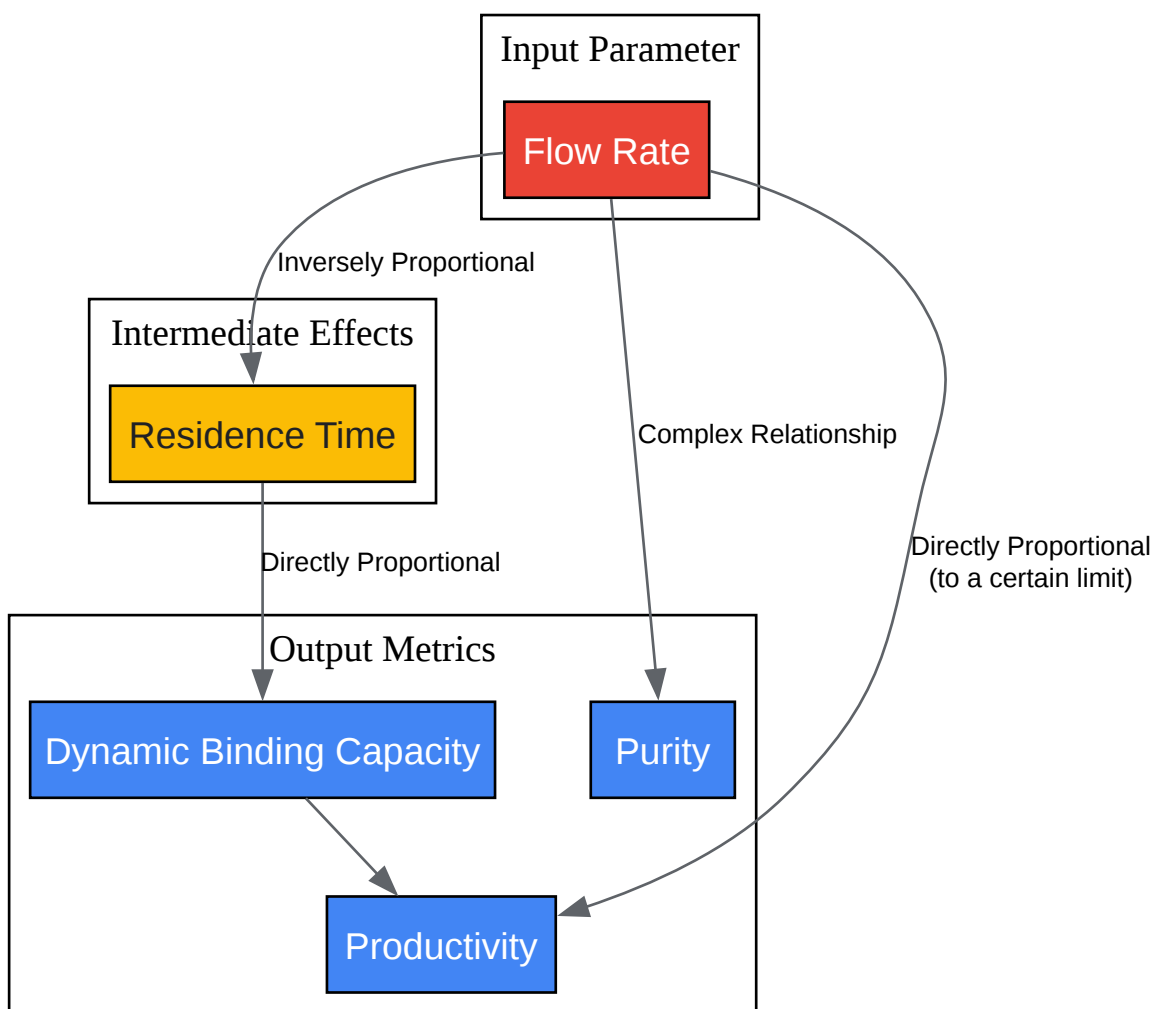 Input Parameter
Flow Rate
Inversely Proportional
Intermediate Effects
Residence Time
Complex Relationship
Directly Proportional
Directly Proportional
(to a certain limit)
Output Metrics
Dynamic Binding Capacity
Purity
Productivity